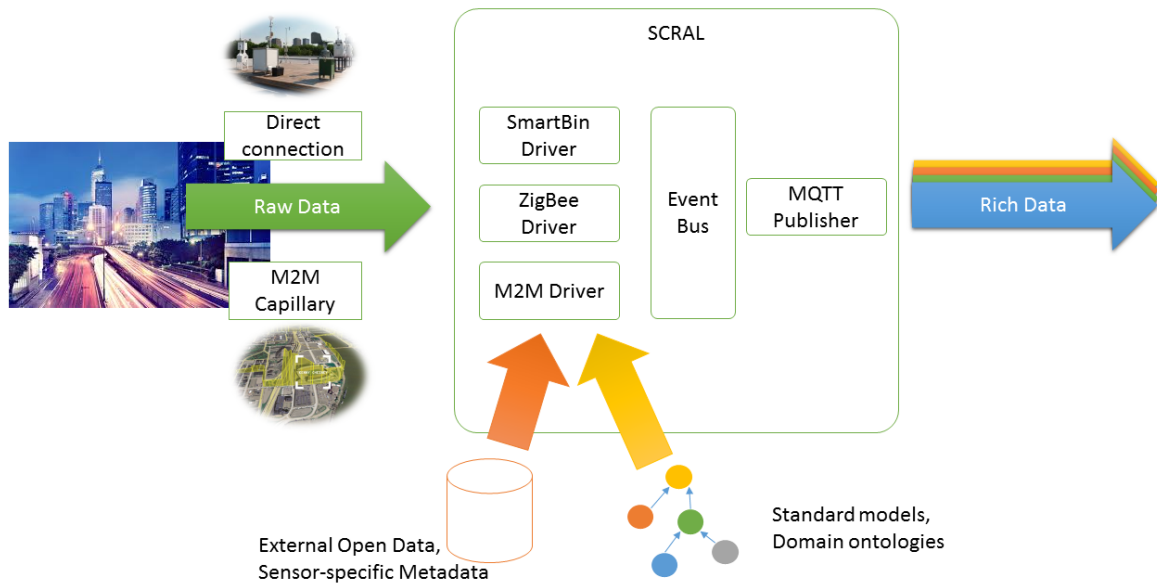 SCRAL
Direct
connection
Raw Data
M2M
Capillary
SmartBin
Driver
ZigBee
Driver
M2M Driver
Event
Bus
MQTT
Publisher
Rich Data
External Open Data,
Sensor-specific Metadata
Standard models,
Domain ontologies